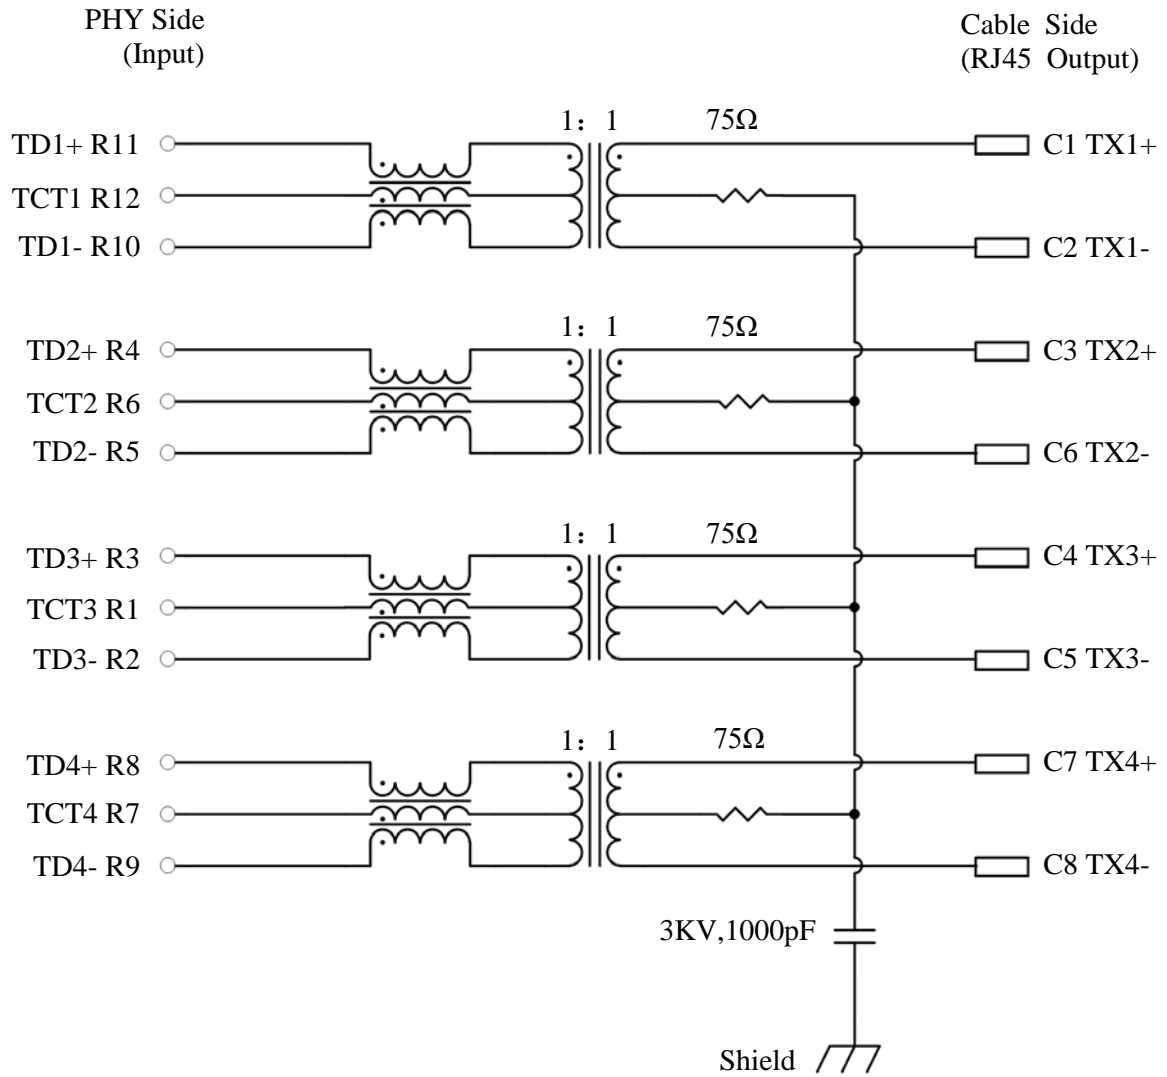 PHY Side
(Input)
Cable Side
(RJ45 Output)
1：1 75Ω
TD1+ R11 C1 TX1+
TCT1 R12
TD1- R10 C2 TX1-
1：1 75Ω
TD2+ R4 C3 TX2+
TCT2 R6
TD2- R5 C6 TX2-
1：1 75Ω
TD3+ R3 C4 TX3+
TCT3 R1
TD3- R2 C5 TX3-
1：1 75Ω
TD4+ R8 C7 TX4+
TCT4 R7
TD4- R9 C8 TX4-
3KV,1000pF
Shield